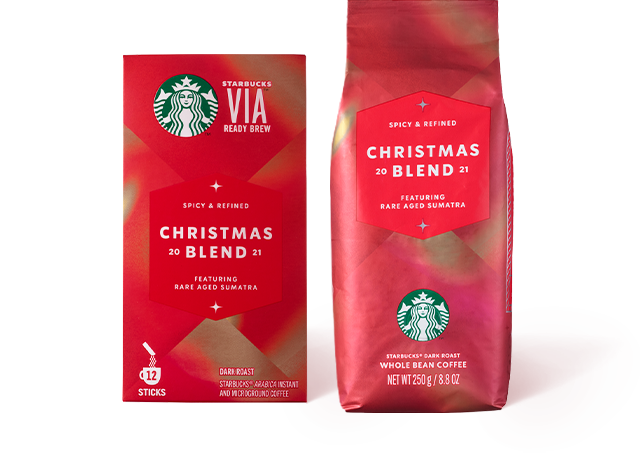 STARBUCKS
VIA
READY BREW
SPICY & REFINED
CHRISTMAS
20 BLEND 21
FEATURING
RARE AGED SUMATRA
12
STICKS
DARK ROAST
STARBUCKS® ARABICA INSTANT
AND MICROGROUND COFFEE
SPICY & REFINED
CHRISTMAS
20 BLEND 21
FEATURING
RARE AGED SUMATRA
STARBUCKS® DARK ROAST
WHOLE BEAN COFFEE
NET WT 250 g / 8.8 OZ